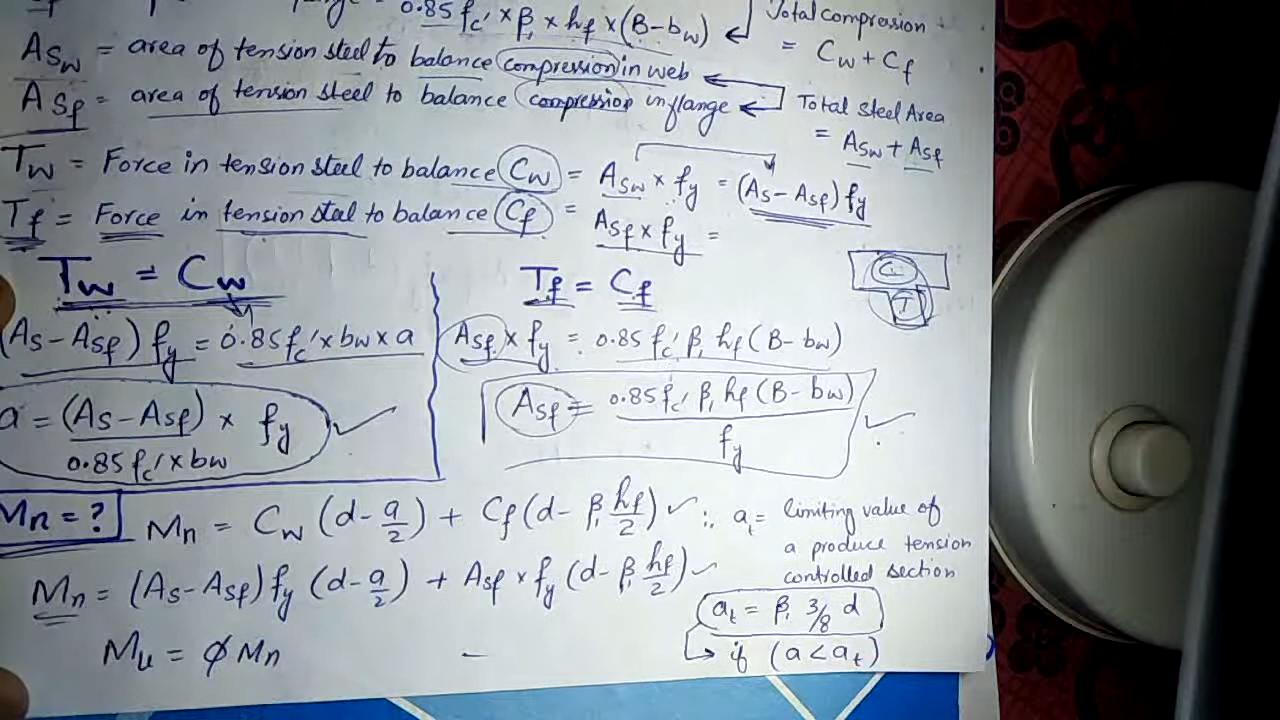 0.85 fc' × β1 × hf × (B-bw)
Total compression
= Cw + Cf
Asw = area of tension steel to balance compression in web
Asf = area of tension steel to balance compression in flange
Total Steel Area
= Asw + Asf
Tw = Force in tension steel to balance Cw = Asw × fy = (As - Asf) fy
Tf = Force in tension steel to balance Cf = Asf × fy =
Tw = Cw
(As - Asf) fy = 0.85 fc' × bw × a
a = (As - Asf) × fy
0.85 fc' × bw
Tf = Cf
Asf × fy = 0.85 fc' β1 hf (B - bw)
Asf = 0.85 fc' β1 hf (B - bw)
fy
C
T
Mn = ?
Mn = Cw (d - a/2) + Cf (d - β1 hf/2)
Mn = (As - Asf) fy (d - a/2) + Asf × fy (d - β1 hf/2)
Mu = ϕ Mn
∴ at = limiting value of
a produce tension
controlled section
at = β1 3/8 d
if (a < at)